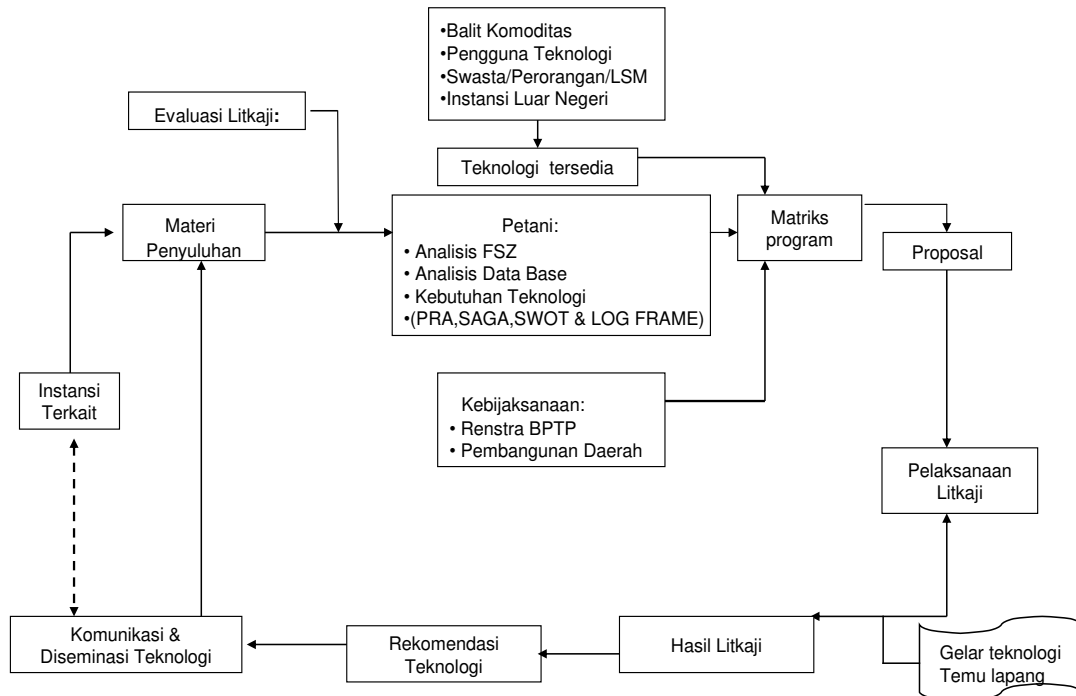 •Balit Komoditas
•Pengguna Teknologi
•Swasta/Perorangan/LSM
•Instansi Luar Negeri
Evaluasi Litkaji:
Teknologi tersedia
Materi
Penyuluhan
Petani:
• Analisis FSZ
• Analisis Data Base
• Kebutuhan Teknologi
•(PRA,SAGA,SWOT & LOG FRAME)
Matriks
program
Proposal
Instansi
Terkait
Kebijaksanaan:
• Renstra BPTP
• Pembangunan Daerah
Pelaksanaan
Litkaji
Komunikasi &
Diseminasi Teknologi
Rekomendasi
Teknologi
Hasil Litkaji
Gelar teknologi
Temu lapang